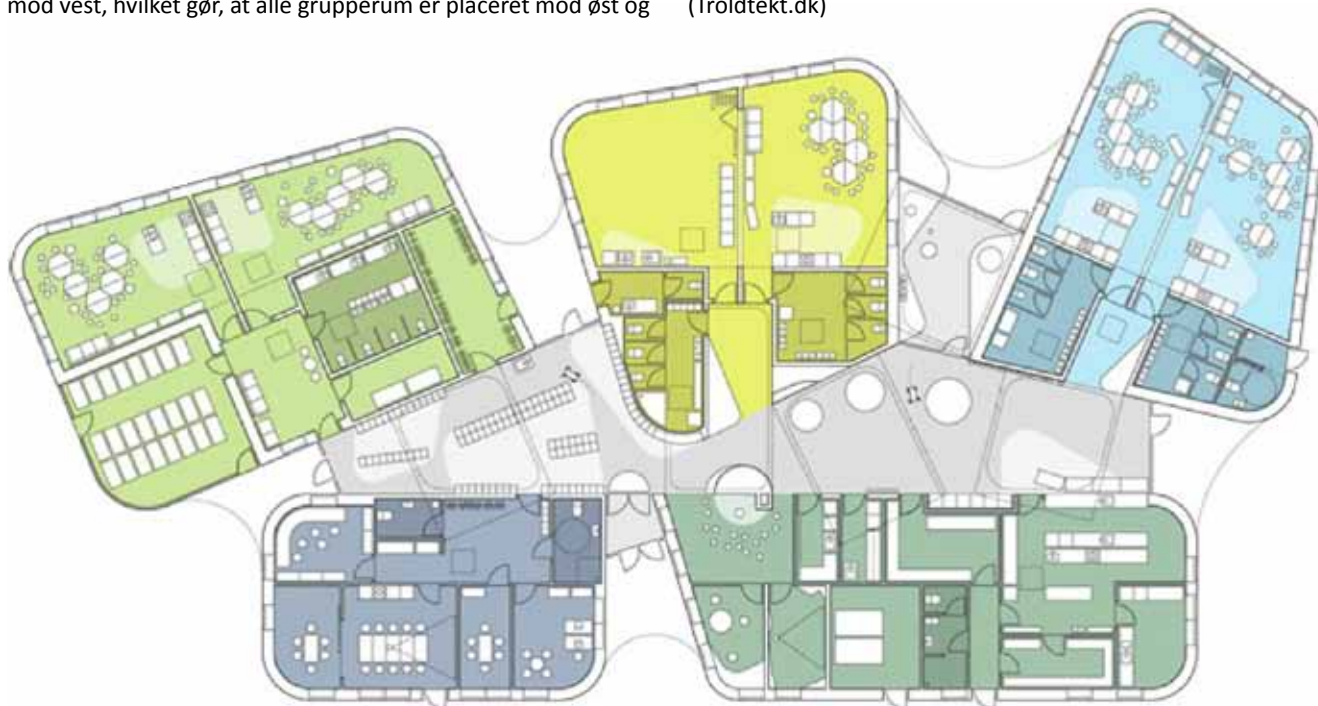 mod vest, hvilket gør, at alle grupperum er placeret mod øst og
(Troldtekt.dk)